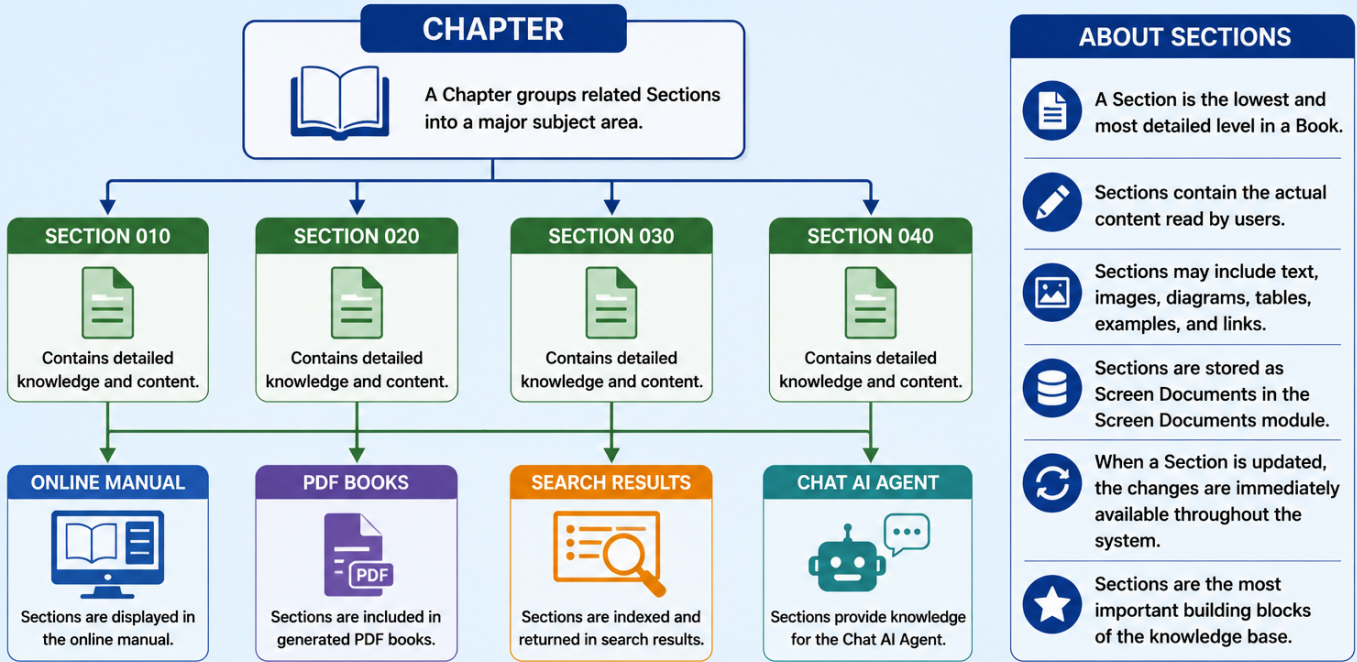 CHAPTER
A Chapter groups related Sections
into a major subject area.
SECTION 010
Contains detailed
knowledge and content.
SECTION 020
Contains detailed
knowledge and content.
SECTION 030
Contains detailed
knowledge and content.
SECTION 040
Contains detailed
knowledge and content.
ONLINE MANUAL
Sections are displayed in
the online manual.
PDF BOOKS
PDF
Sections are included in
generated PDF books.
SEARCH RESULTS
Sections are indexed and
returned in search results.
CHAT AI AGENT
Sections provide knowledge
for the Chat AI Agent.
ABOUT SECTIONS
A Section is the lowest and
most detailed level in a Book.
Sections contain the actual
content read by users.
Sections may include text,
images, diagrams, tables,
examples, and links.
Sections are stored as
Screen Documents in the
Screen Documents module.
When a Section is updated,
the changes are immediately
available throughout the
system.
Sections are the most
important building blocks
of the knowledge base.